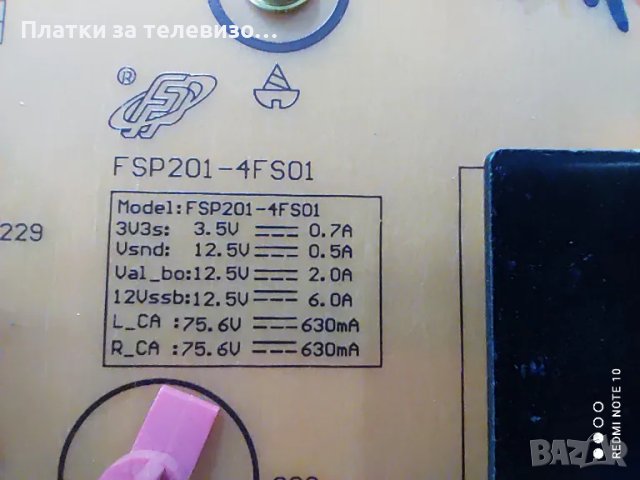 Платки за телевизо...
®
FSP
FSP201-4FS01
Model:FSP201-4FS01
3V3s: 3.5V 0.7A
Vsnd: 12.5V 0.5A
Val_bo:12.5V 2.0A
12Vssb:12.5V 6.0A
L_CA :75.6V 630mA
R_CA :75.6V 630mA
229
REDMI NOTE 10
BAZAR